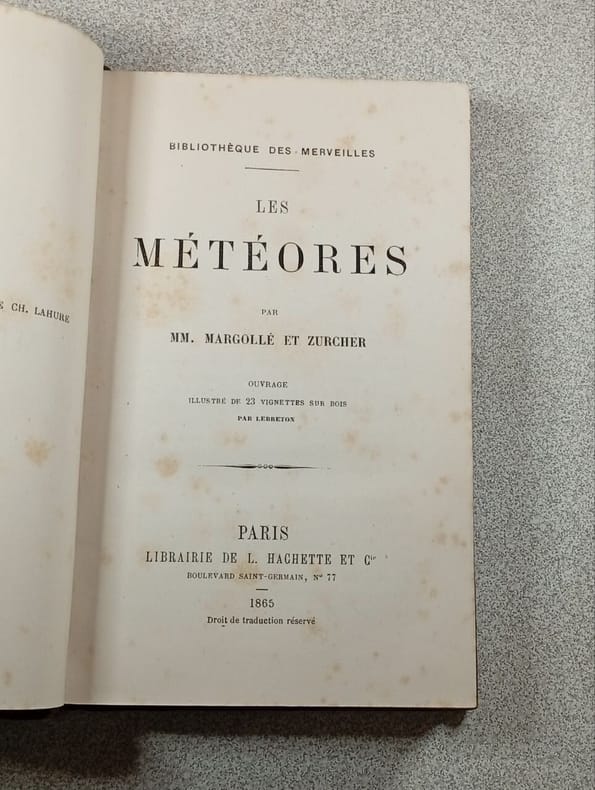 E CH. LAHURE
BIBLIOTHÈQUE DES MERVEILLES
LES
MÉTÉORES
PAR
MM. MARGOLLÉ ET ZURCHER
OUVRAGE
ILLUSTRÉ DE 23 VIGNETTES SUR BOIS
PAR LEBRETON
PARIS
LIBRAIRIE DE L. HACHETTE ET Cie
BOULEVARD SAINT-GERMAIN, No 77
1865
Droit de traduction réservé